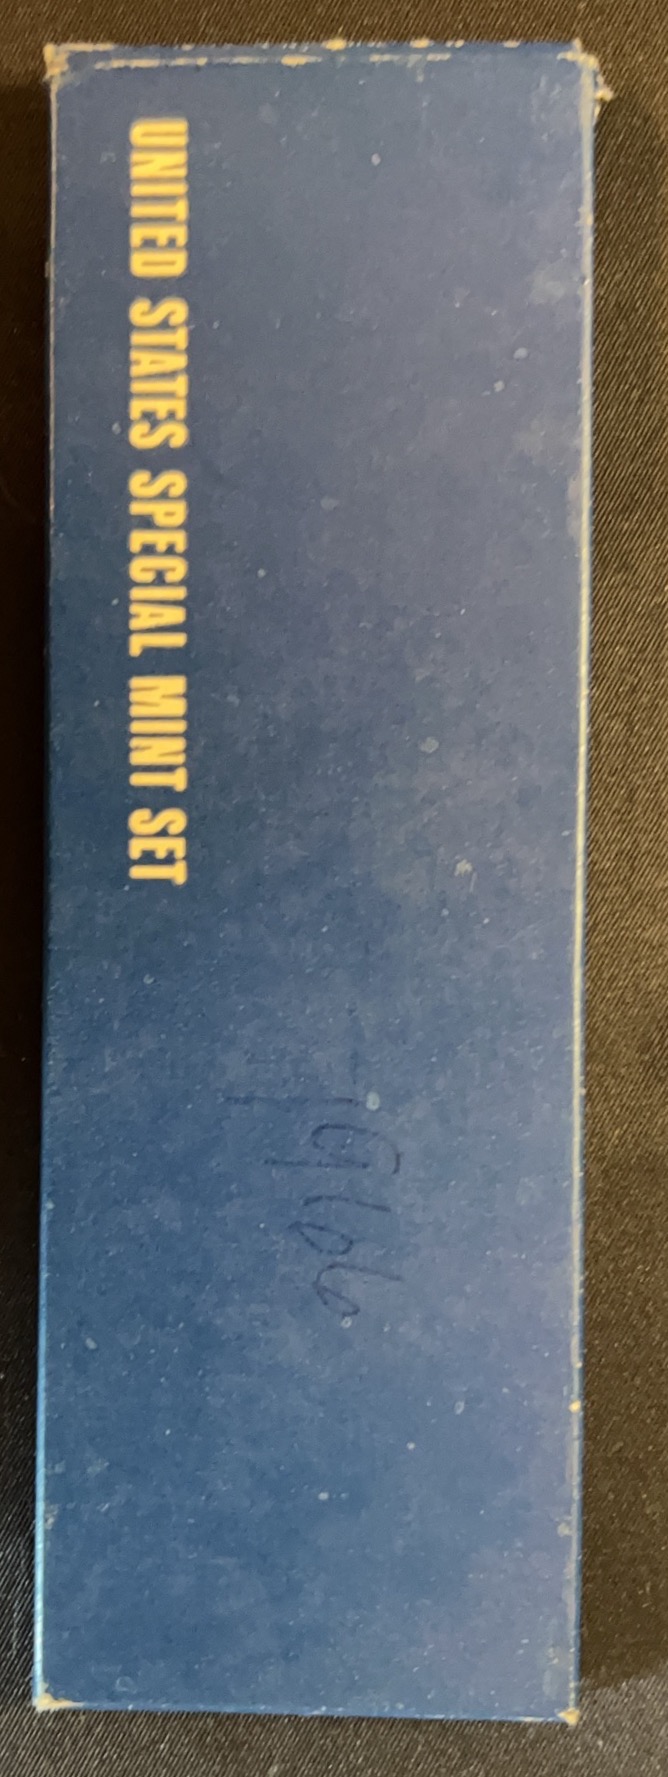 UNITED STATES SPECIAL MINT SET
1966